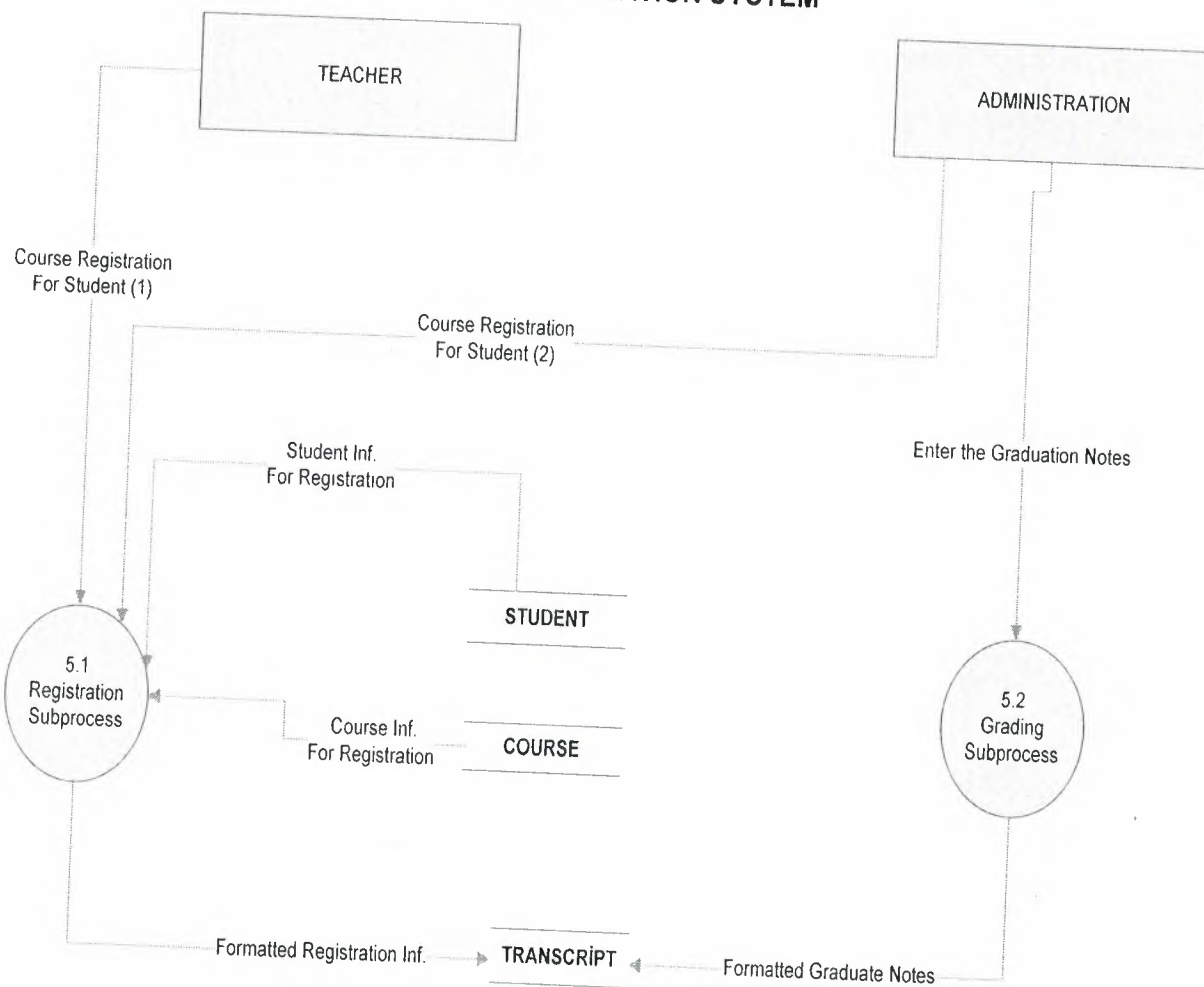 SYSTEM
TEACHER
ADMINISTRATION
Course Registration
For Student (1)
Course Registration
For Student (2)
Student Inf.
For Registration
Enter the Graduation Notes
STUDENT
5.1
Registration
Subprocess
Course Inf.
For Registration
COURSE
5.2
Grading
Subprocess
Formatted Registration Inf.
TRANSCRİPT
Formatted Graduate Notes